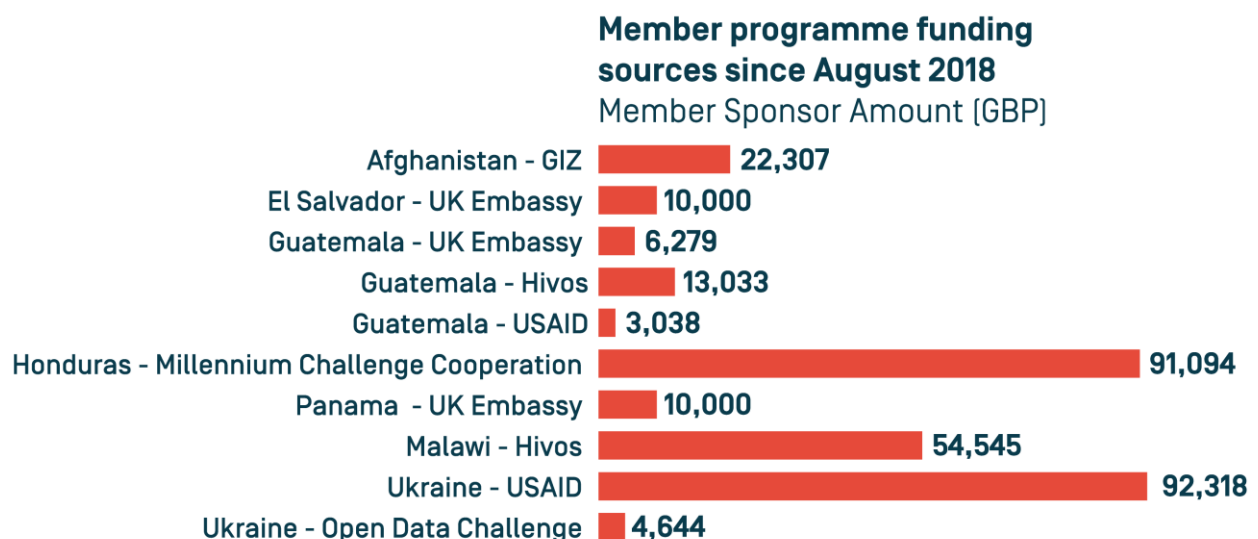 Member programme funding
sources since August 2018
Member Sponsor Amount (GBP)
Afghanistan - GIZ 22,307
El Salvador - UK Embassy 10,000
Guatemala - UK Embassy 6,279
Guatemala - Hivos 13,033
Guatemala - USAID 3,038
Honduras - Millennium Challenge Cooperation 91,094
Panama - UK Embassy 10,000
Malawi - Hivos 54,545
Ukraine - USAID 92,318
Ukraine - Open Data Challenge 4,644